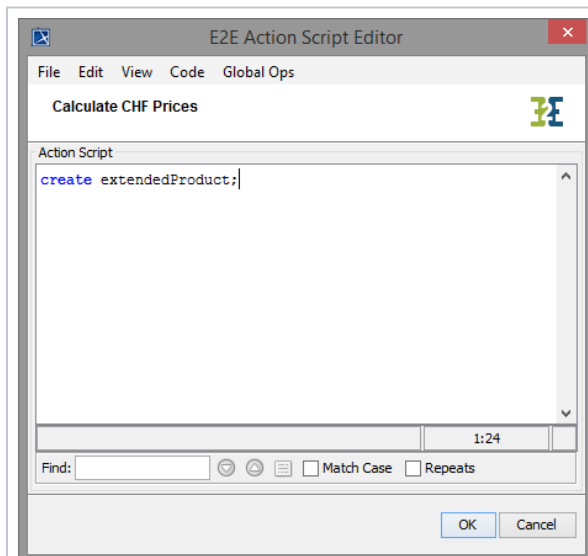 E2E Action Script Editor
File Edit View Code Global Ops
Calculate CHF Prices
Action Script
create extendedProduct;
1:24
Find: Match Case Repeats
OK Cancel